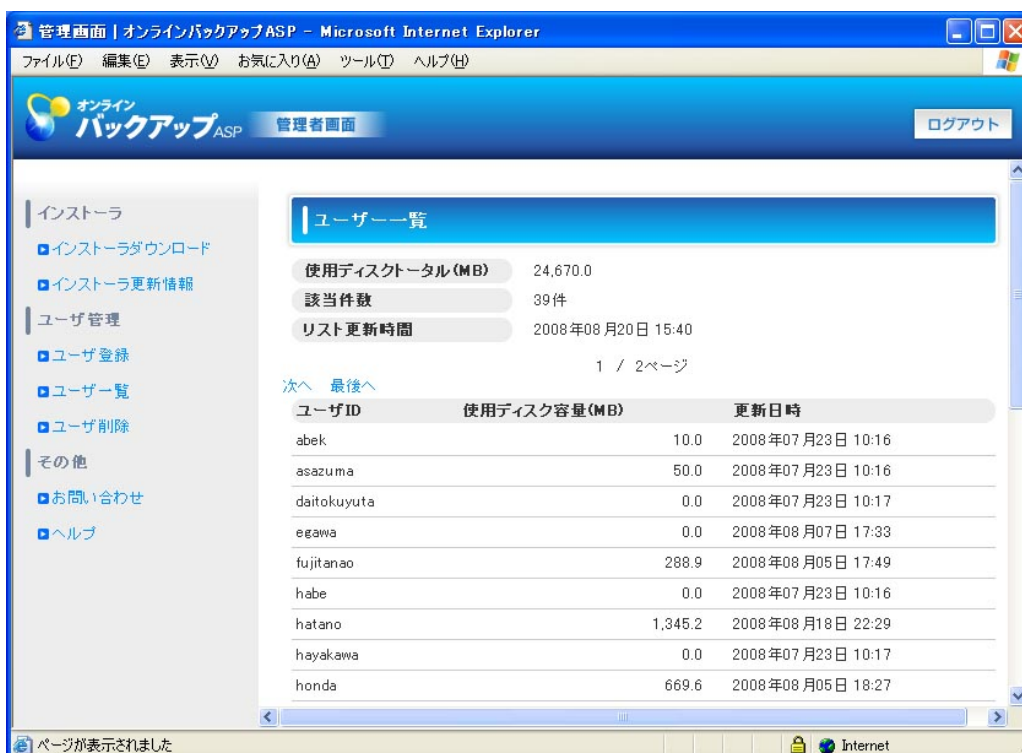 管理画面 | オンラインバックアップASP - Microsoft Internet Explorer
ファイル(F) 編集(E) 表示(V) お気に入り(A) ツール(T) ヘルプ(H)
オンライン
バックアップASP 管理者画面 ログアウト
インストーラ
インストーラダウンロード
インストーラ更新情報
ユーザ管理
ユーザ登録
ユーザ一覧
ユーザ削除
その他
お問い合わせ
ヘルプ
ユーザー一覧
使用ディスクトータル(MB) 24,670.0
該当件数 39件
リスト更新時間 2008年08月20日 15:40
1 / 2ページ
次へ 最後へ
ユーザID 使用ディスク容量(MB) 更新日時
abek 10.0 2008年07月23日 10:16
asazuma 50.0 2008年07月23日 10:16
daitokuyuta 0.0 2008年07月23日 10:17
egawa 0.0 2008年08月07日 17:33
fujitanao 288.9 2008年08月05日 17:49
habe 0.0 2008年07月23日 10:16
hatano 1,345.2 2008年08月18日 22:29
hayakawa 0.0 2008年07月23日 10:17
honda 669.6 2008年08月05日 18:27
ページが表示されました Internet